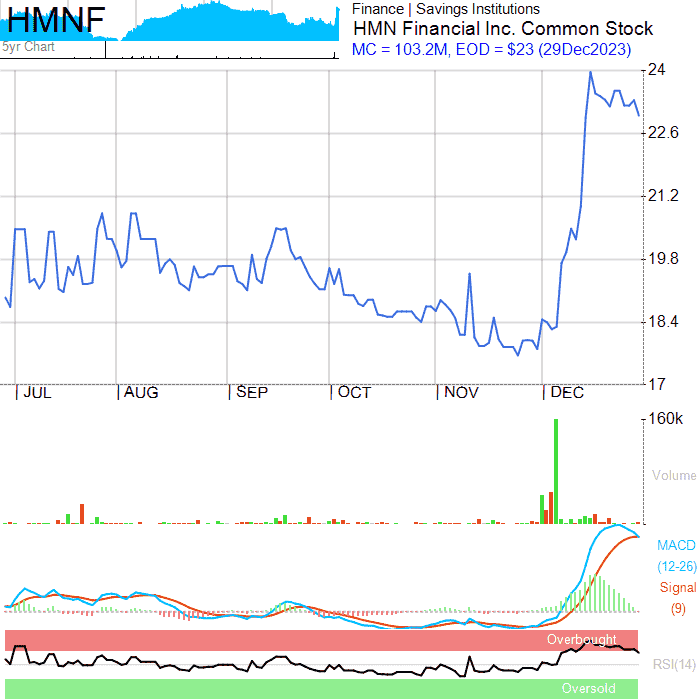 HMNF
5yr Chart
Finance | Savings Institutions
HMN Financial Inc. Common Stock
MC = 103.2M, EOD = $23 (29Dec2023)
24
22.6
21.2
19.8
18.4
17
JUL AUG SEP OCT NOV DEC
160k
Volume
MACD
(12-26)
Signal
(9)
Overbought
RSI(14)
Oversold